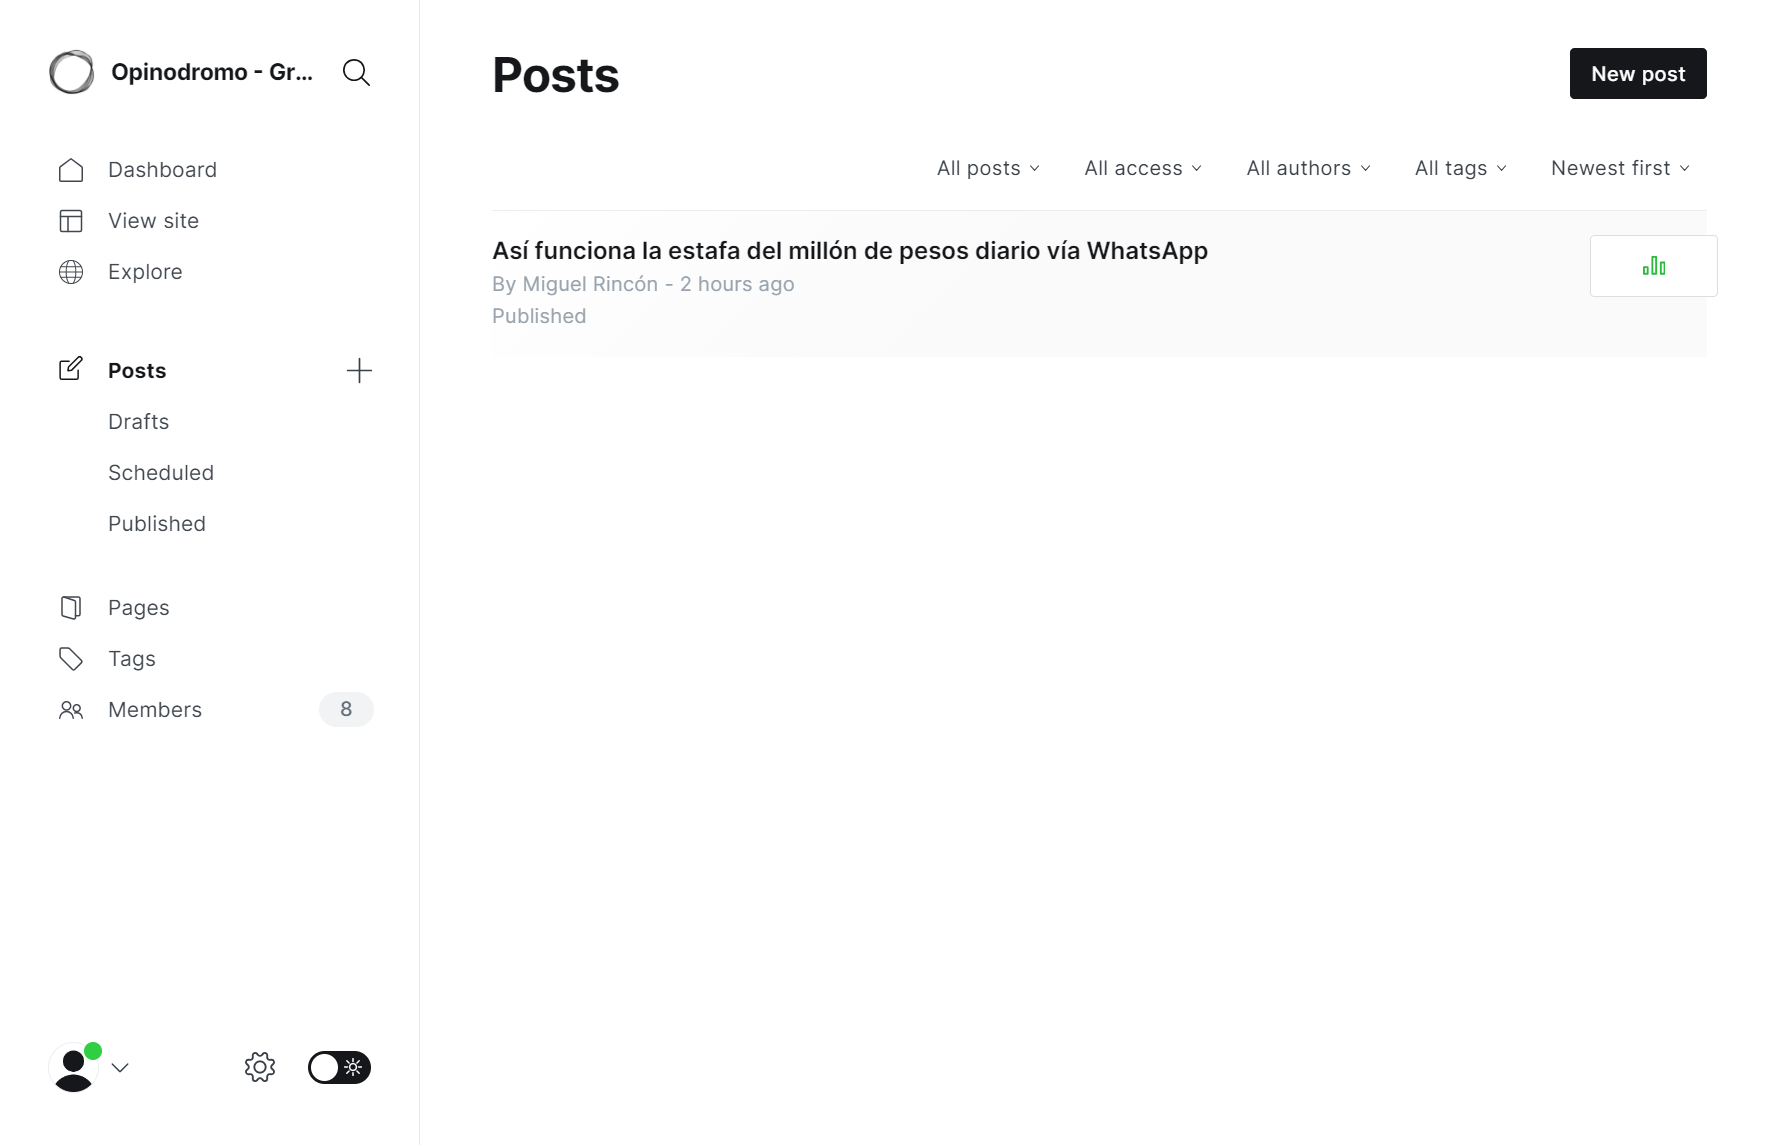 Opinodromo - Gr...
Dashboard
View site
Explore
Posts
Drafts
Scheduled
Published
Pages
Tags
Members
8
Posts
New post
All posts
All access
All authors
All tags
Newest first
Así funciona la estafa del millón de pesos diario vía WhatsApp
By Miguel Rincón - 2 hours ago
Published